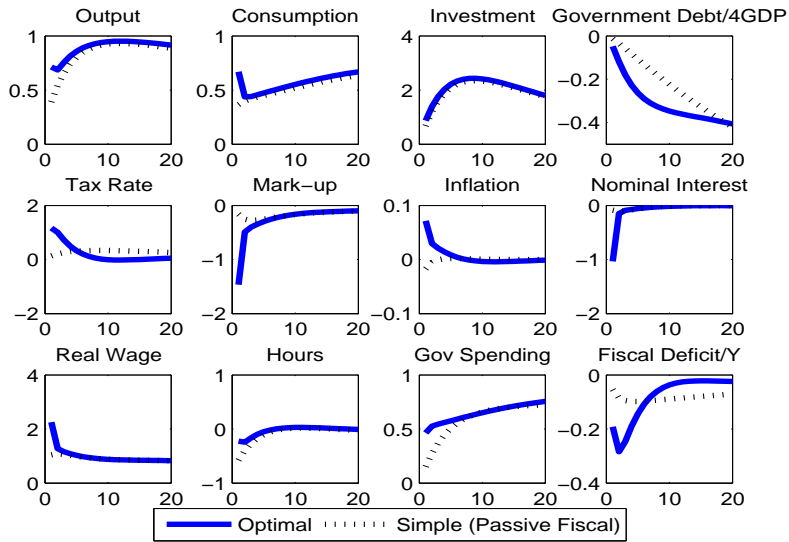 Output Consumption Investment Government Debt/4GDP
1 1 4 0
0.5 0.5 2 −0.2
−0.4
0 0 0
0 10 20 0 10 20 0 10 20 0 10 20
Tax Rate Mark−up Inflation Nominal Interest
2 0 0.1 0
0 −1 0 −1
−2 −2 −0.1 −2
0 10 20 0 10 20 0 10 20 0 10 20
Real Wage Hours Gov Spending Fiscal Deficit/Y
4 1 1 0
2 0 0.5 −0.2
0 −1 0 −0.4
0 10 20 0 10 20 0 10 20 0 10 20
Optimal Simple (Passive Fiscal)